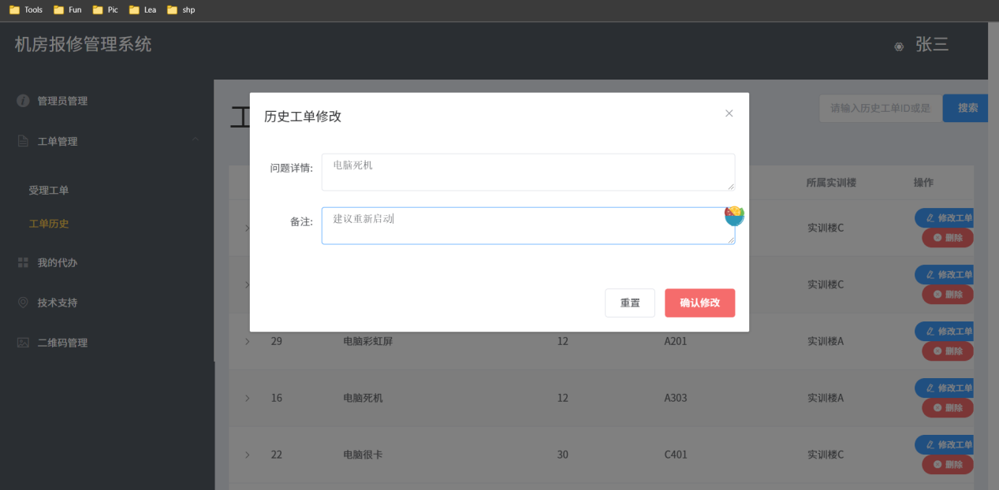 Tools Fun Pic Lea shp
机房报修管理系统
张三
管理员管理
工单管理
受理工单
工单历史
我的代办
技术支持
二维码管理
请输入历史工单ID或是
搜索
历史工单修改
问题详情:
电脑死机
备注:
建议重新启动
重置 确认修改
所属实训楼 操作
实训楼C 修改工单
删除
实训楼C 修改工单
删除
29 电脑彩虹屏 12 A201 实训楼A 修改工单
删除
16 电脑死机 12 A303 实训楼A 修改工单
删除
22 电脑很卡 30 C401 实训楼C 修改工单
删除